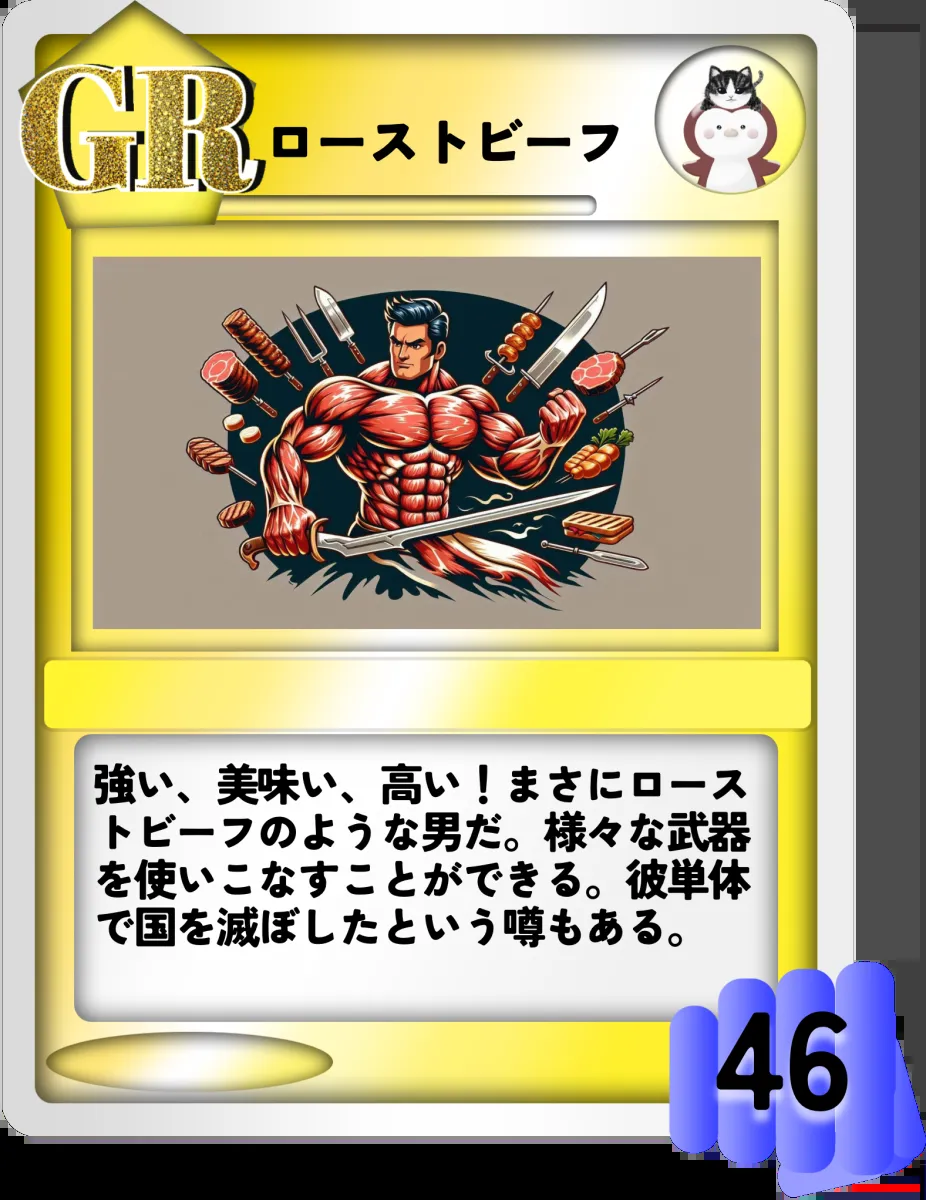 GR
ローストビーフ
強い、美味い、高い！まさにロース
トビーフのような男だ。様々な武器
を使いこなすことができる。彼単体
で国を滅ぼしたという噂もある。
46